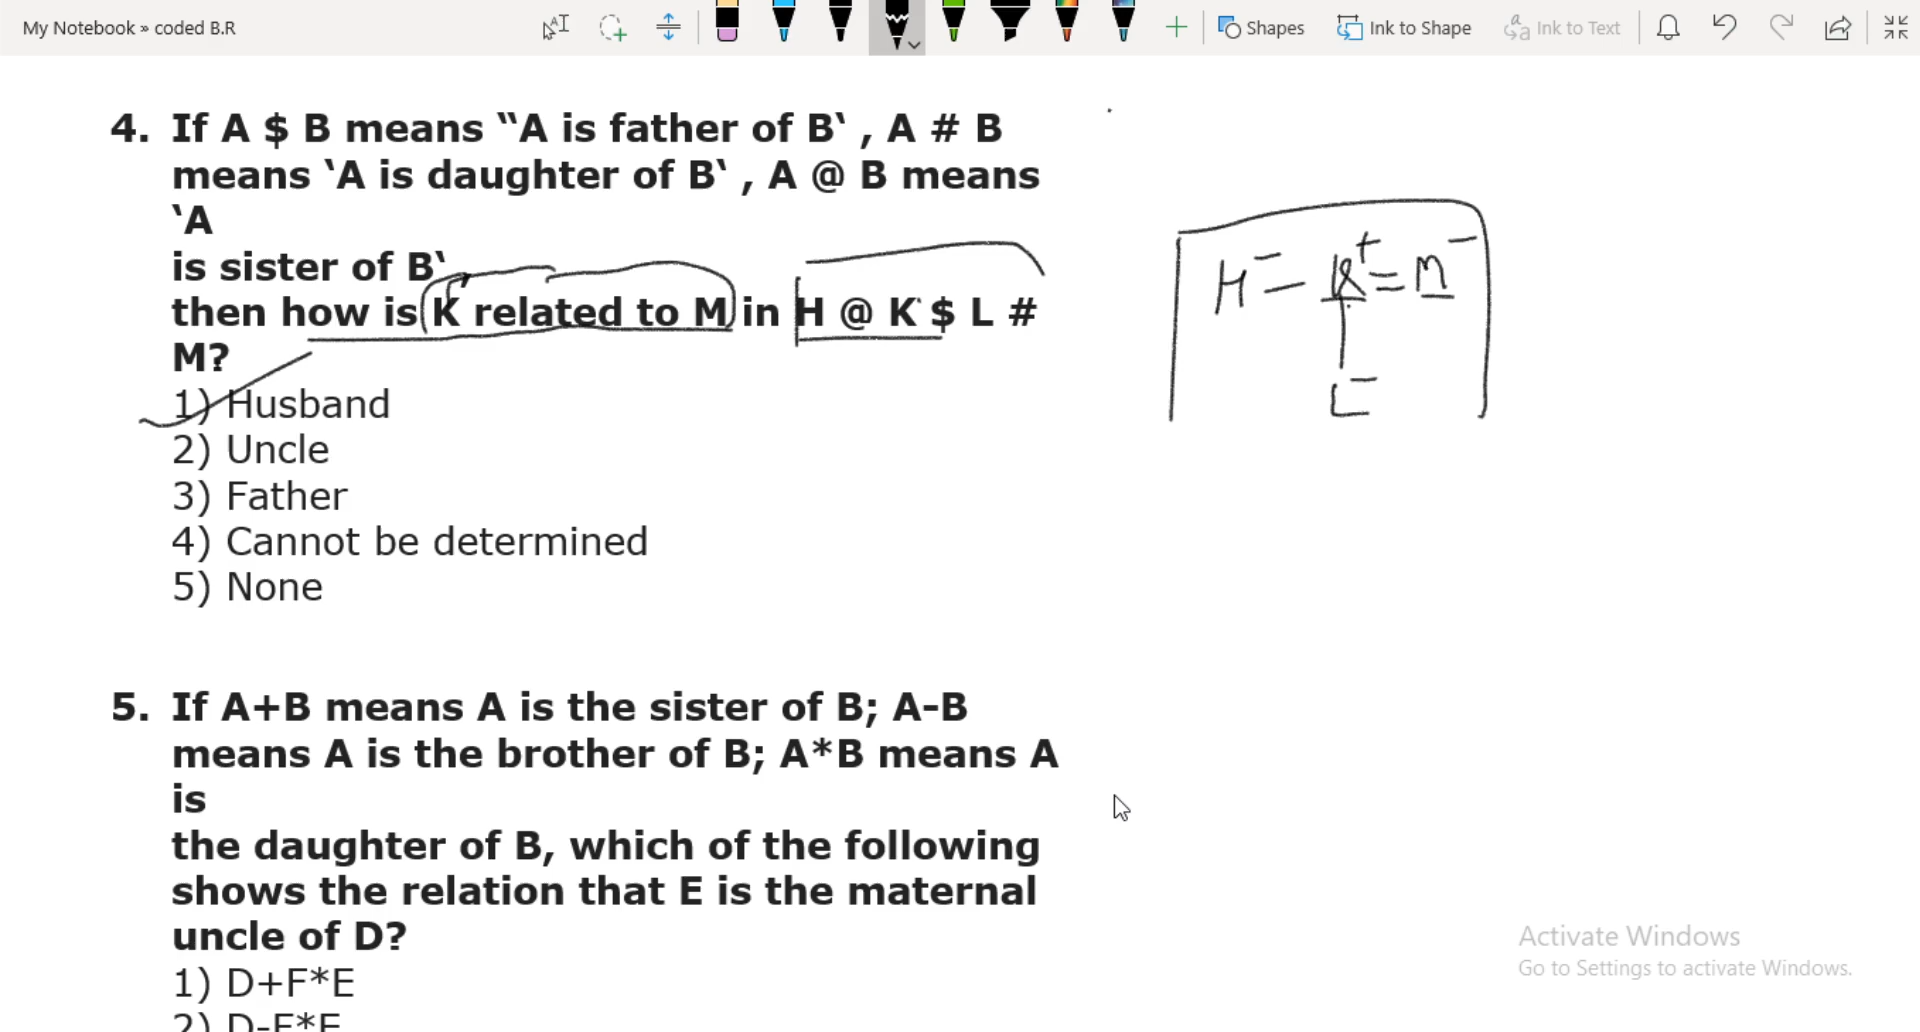 My Notebook » coded B.R
Shapes
Ink to Shape
Ink to Text
4. If A $ B means “A is father of B‛ , A # B
means ‛A is daughter of B‛ , A @ B means
‛A
is sister of B‛,
then how is K related to M in H @ K $ L #
M?
1) Husband
2) Uncle
3) Father
4) Cannot be determined
5) None
H⁻ – K⁺ = M⁻
L⁻
5. If A+B means A is the sister of B; A-B
means A is the brother of B; A*B means A
is
the daughter of B, which of the following
shows the relation that E is the maternal
uncle of D?
1) D+F*E
2) D-F*E
Activate Windows
Go to Settings to activate Windows.